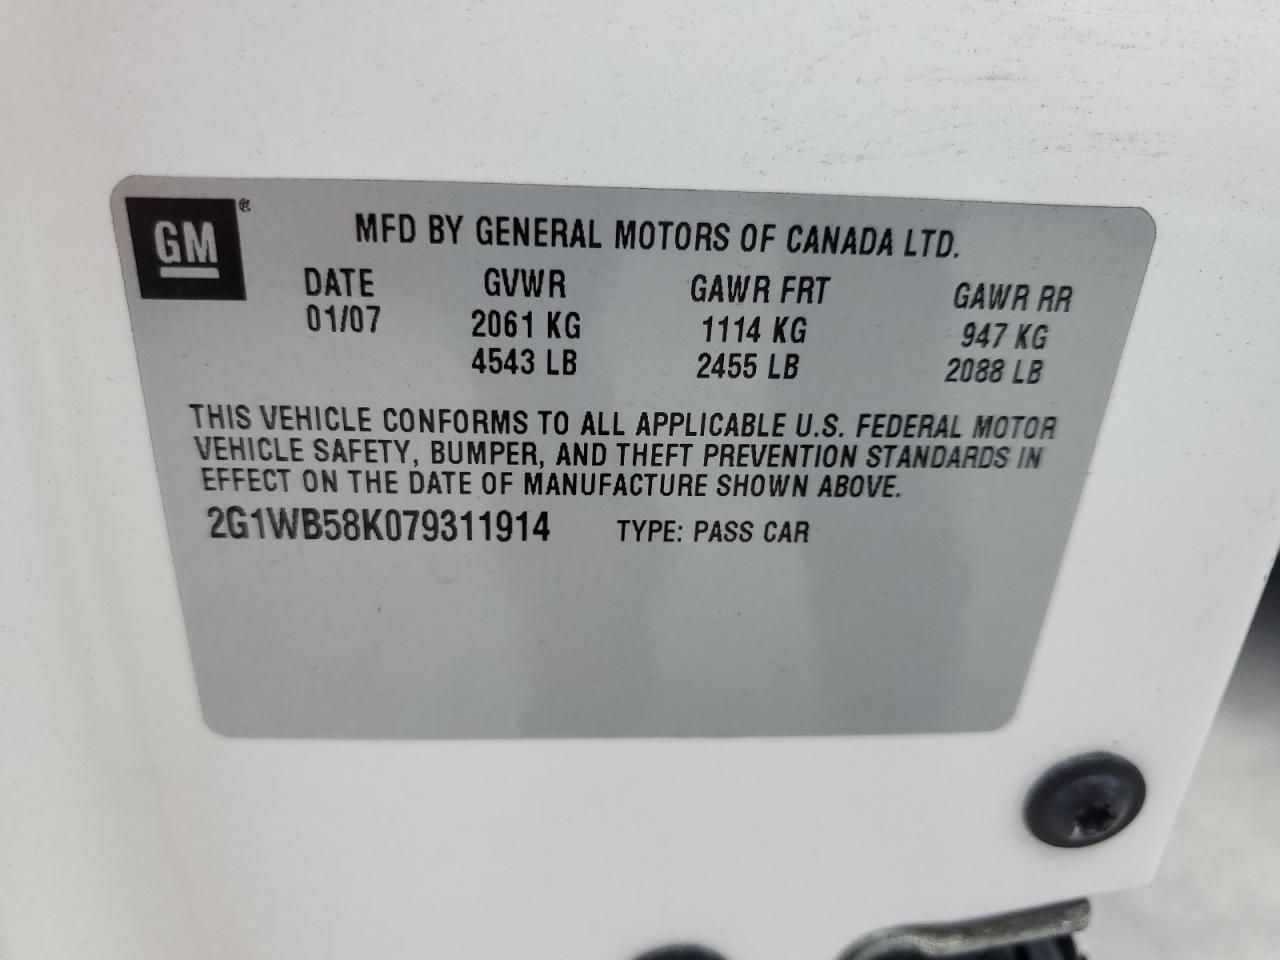 GM®
MFD BY GENERAL MOTORS OF CANADA LTD.
DATE GVWR GAWR FRT GAWR RR
01/07 2061 KG 1114 KG 947 KG
4543 LB 2455 LB 2088 LB
THIS VEHICLE CONFORMS TO ALL APPLICABLE U.S. FEDERAL MOTOR
VEHICLE SAFETY, BUMPER, AND THEFT PREVENTION STANDARDS IN
EFFECT ON THE DATE OF MANUFACTURE SHOWN ABOVE.
2G1WB58K079311914 TYPE: PASS CAR